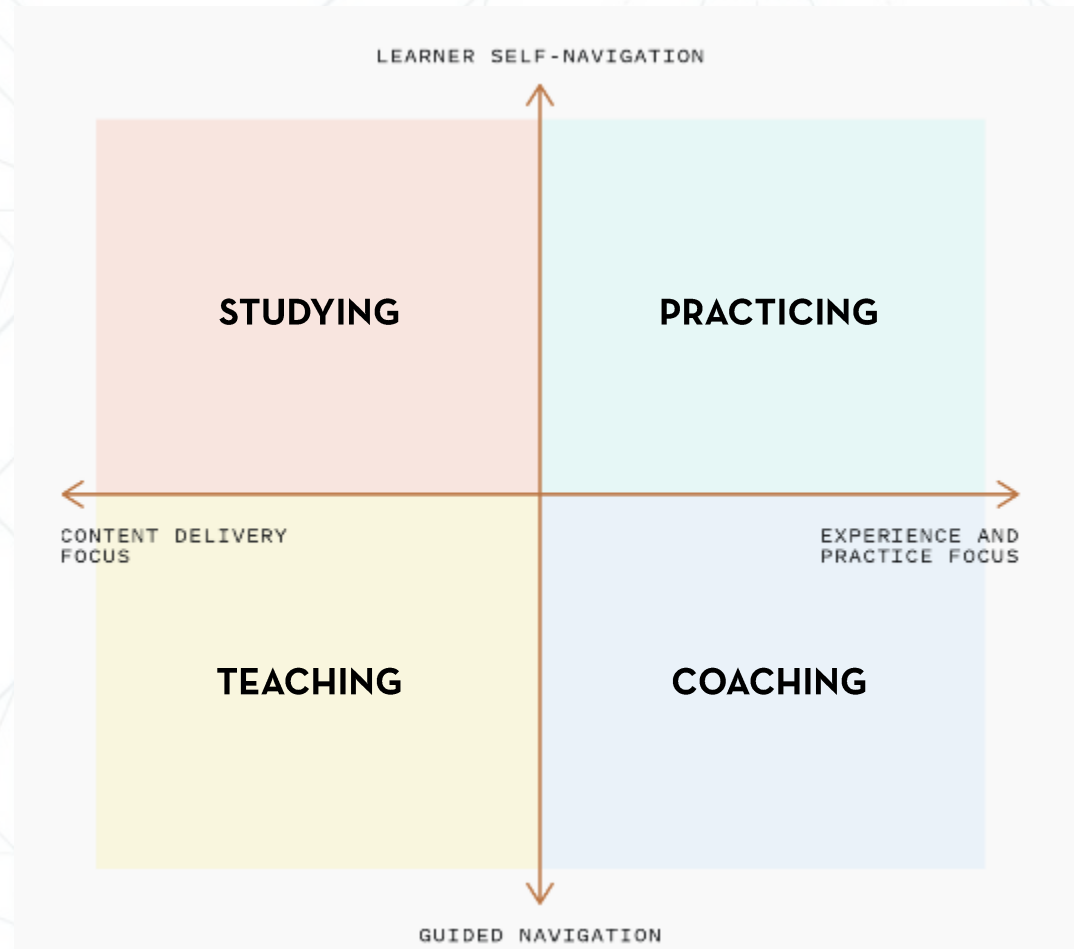 LEARNER SELF-NAVIGATION
STUDYING
PRACTICING
CONTENT DELIVERY
FOCUS
EXPERIENCE AND
PRACTICE FOCUS
TEACHING
COACHING
GUIDED NAVIGATION